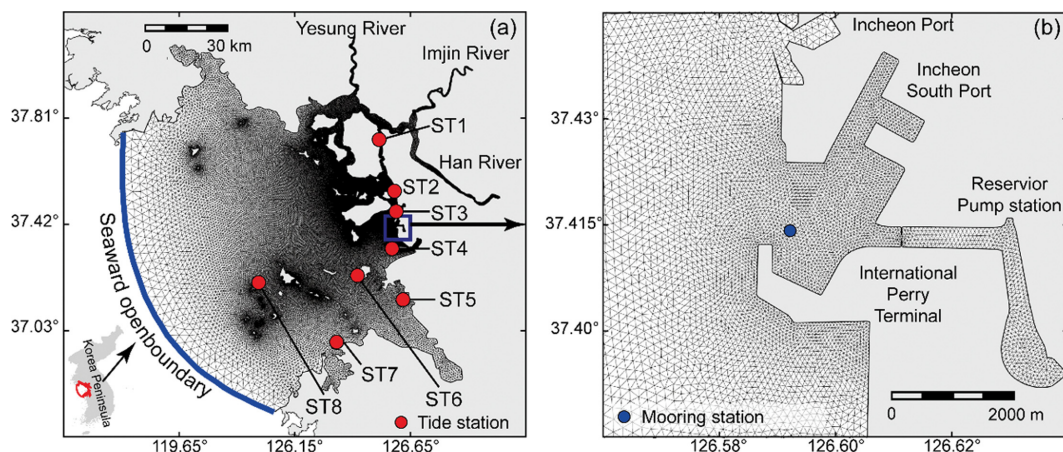 0 30 km
(a)
Yesung River
Imjin River
37.81°
ST1
Han River
ST2
ST3
37.42°
ST4
Seaward openboundary
ST5
37.03°
Korea Peninsula
ST7
ST6
ST8
Tide station
119.65° 126.15° 126.65°
Incheon Port
(b)
Incheon
South Port
37.43°
Reservior
Pump station
37.415°
International
Perry
Terminal
37.40°
0 2000 m
Mooring station
126.58° 126.60° 126.62°